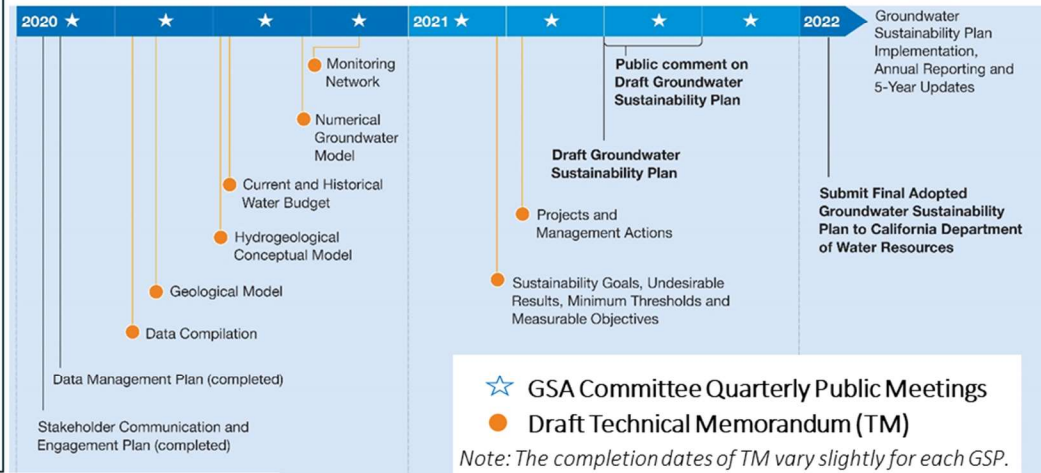 2020
2021
2022
Groundwater
Sustainability Plan
Implementation,
Annual Reporting and
5-Year Updates
Monitoring
Network
Public comment on
Draft Groundwater
Sustainability Plan
Numerical
Groundwater
Model
Draft Groundwater
Sustainability Plan
Current and Historical
Water Budget
Submit Final Adopted
Groundwater Sustainability
Plan to California Department
of Water Resources
Projects and
Management Actions
Hydrogeological
Conceptual Model
Geological Model
Sustainability Goals, Undesirable
Results, Minimum Thresholds and
Measurable Objectives
Data Compilation
Data Management Plan (completed)
Stakeholder Communication and
Engagement Plan (completed)
GSA Committee Quarterly Public Meetings
Draft Technical Memorandum (TM)
Note: The completion dates of TM vary slightly for each GSP.